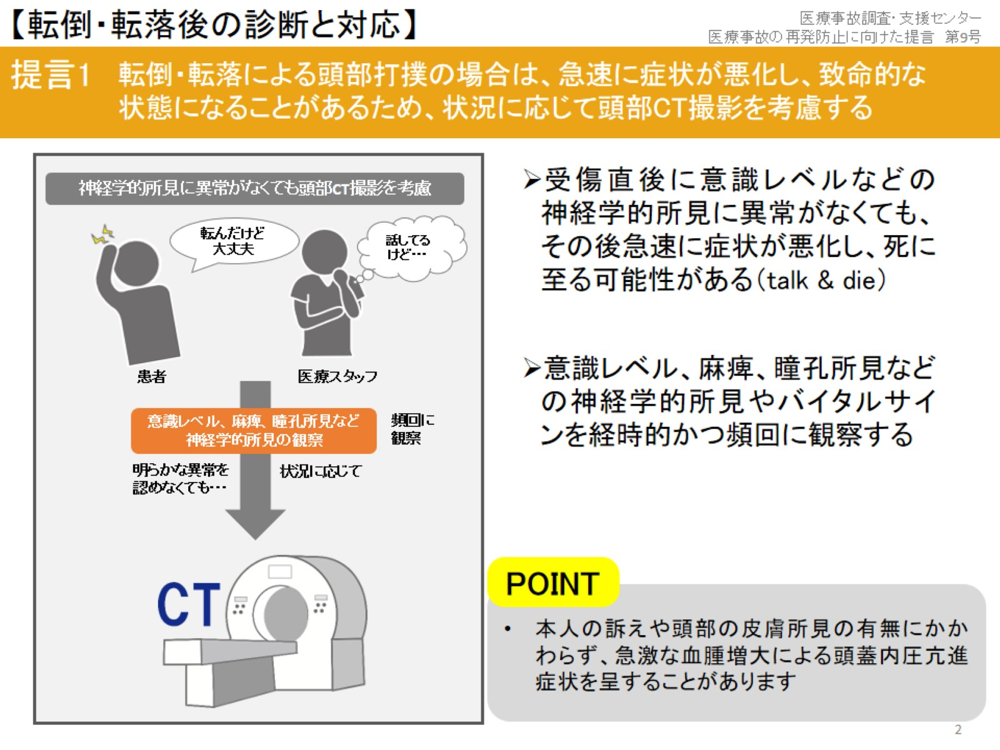 【転倒・転落後の診断と対応】
医療事故調査・支援センター
医療事故の再発防止に向けた提言 第9号
提言1 転倒・転落による頭部打撲の場合は、急速に症状が悪化し、致命的な
状態になることがあるため、状況に応じて頭部CT撮影を考慮する
神経学的所見に異常がなくても頭部CT撮影を考慮
転んだけど
大丈夫
話してる
けど…
患者
医療スタッフ
意識レベル、麻痺、瞳孔所見など
神経学的所見の観察
頻回に
観察
明らかな異常を
認めなくても…
状況に応じて
CT
➢受傷直後に意識レベルなどの
神経学的所見に異常がなくても、
その後急速に症状が悪化し、死に
至る可能性がある(talk & die)
➢意識レベル、麻痺、瞳孔所見など
の神経学的所見やバイタルサイ
ンを経時的かつ頻回に観察する
POINT
• 本人の訴えや頭部の皮膚所見の有無にかか
わらず、急激な血腫増大による頭蓋内圧亢進
症状を呈することがあります
2